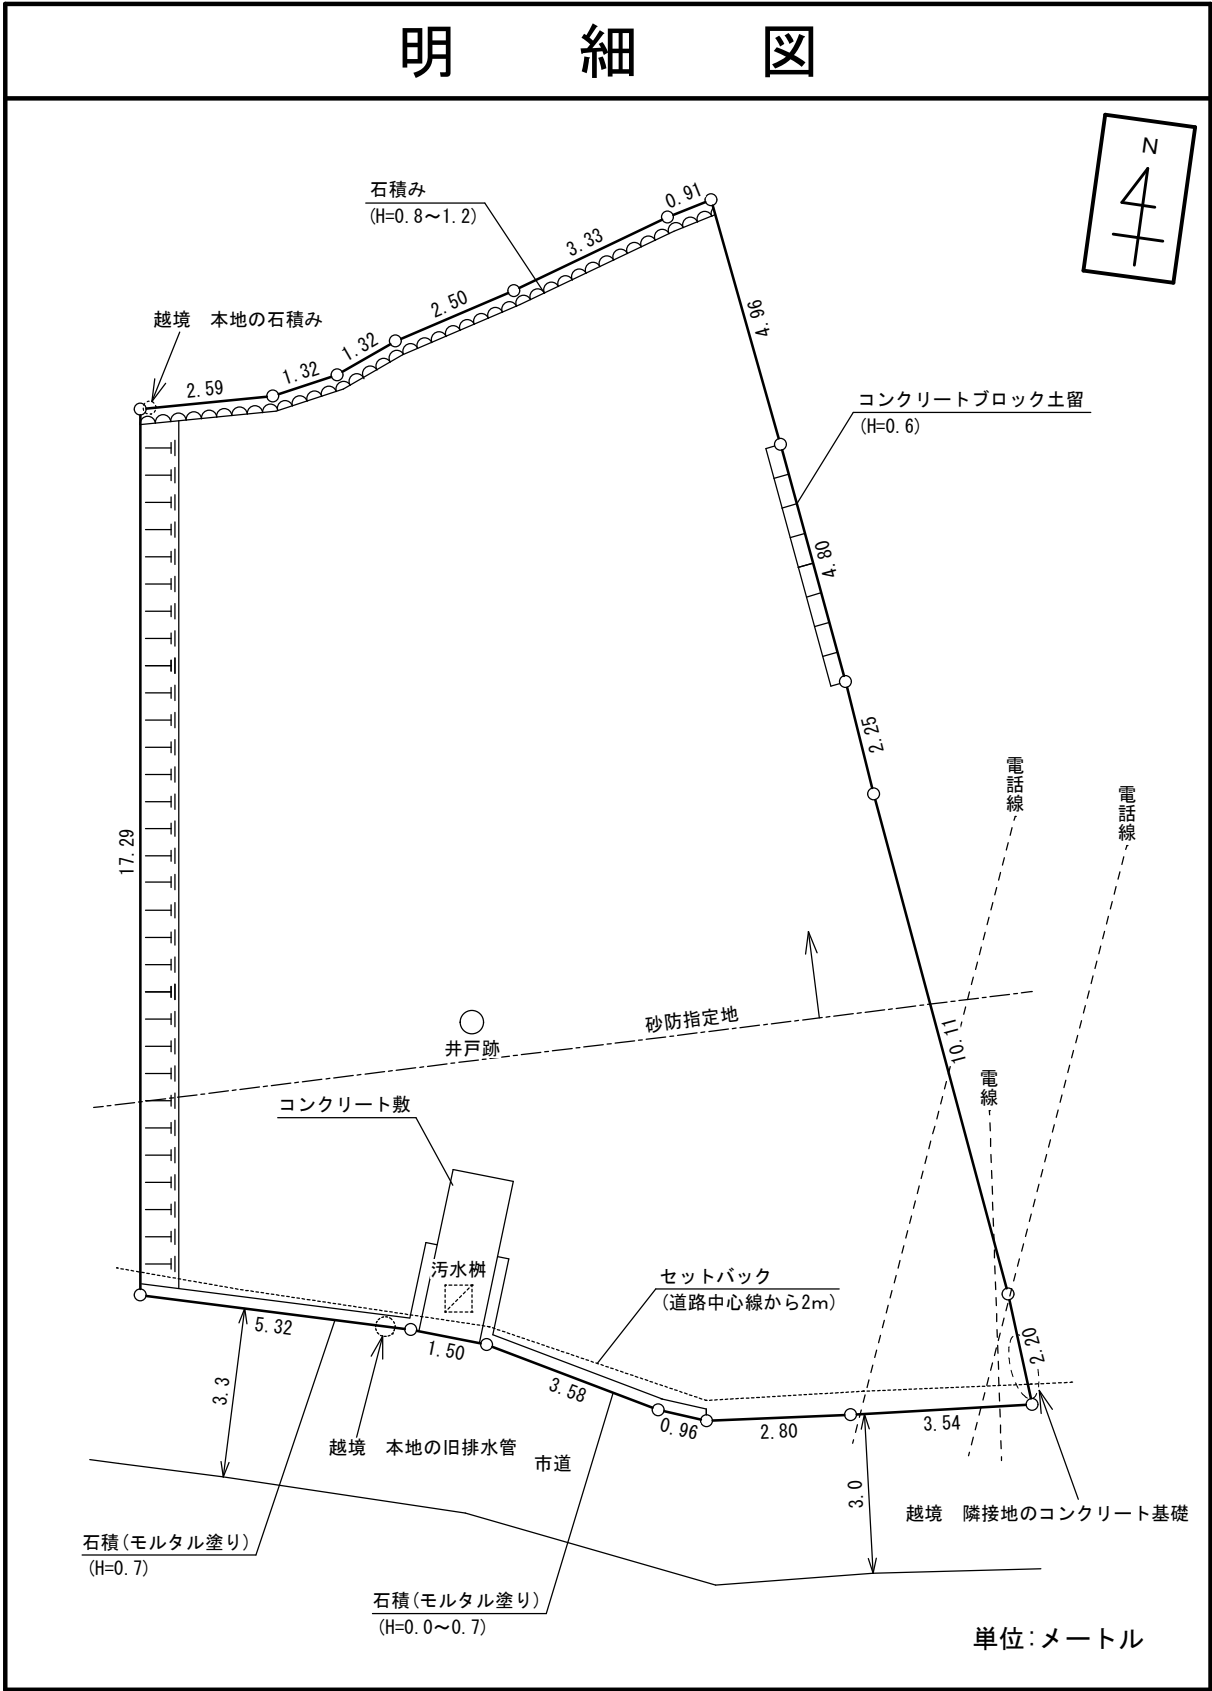 明細図
N
石積み
(H=0.8~1.2)
0.91
3.33
2.50
1.32
1.32
2.59
越境 本地の石積み
4.96
コンクリートブロック土留
(H=0.6)
4.80
2.25
17.29
電話線
電話線
砂防指定地
井戸跡
10.11
電線
コンクリート敷
汚水桝
セットバック
(道路中心線から2m)
5.32
1.50
3.58
0.96
2.80
3.54
2.20
3.3
越境 本地の旧排水管
市道
3.0
越境 隣接地のコンクリート基礎
石積(モルタル塗り)
(H=0.7)
石積(モルタル塗り)
(H=0.0~0.7)
単位:メートル